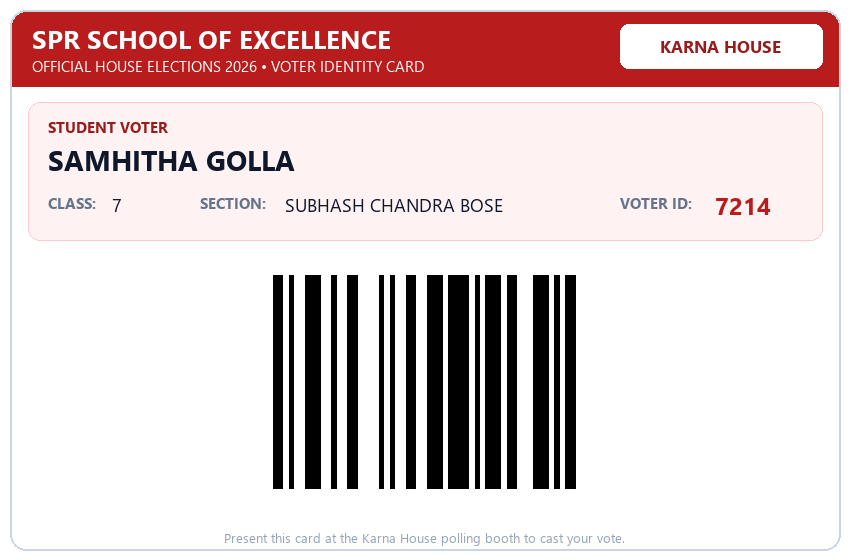 SPR SCHOOL OF EXCELLENCE
OFFICIAL HOUSE ELECTIONS 2026 • VOTER IDENTITY CARD
KARNA HOUSE
STUDENT VOTER
SAMHITHA GOLLA
CLASS: 7 SECTION: SUBHASH CHANDRA BOSE VOTER ID: 7214
Present this card at the Karna House polling booth to cast your vote.